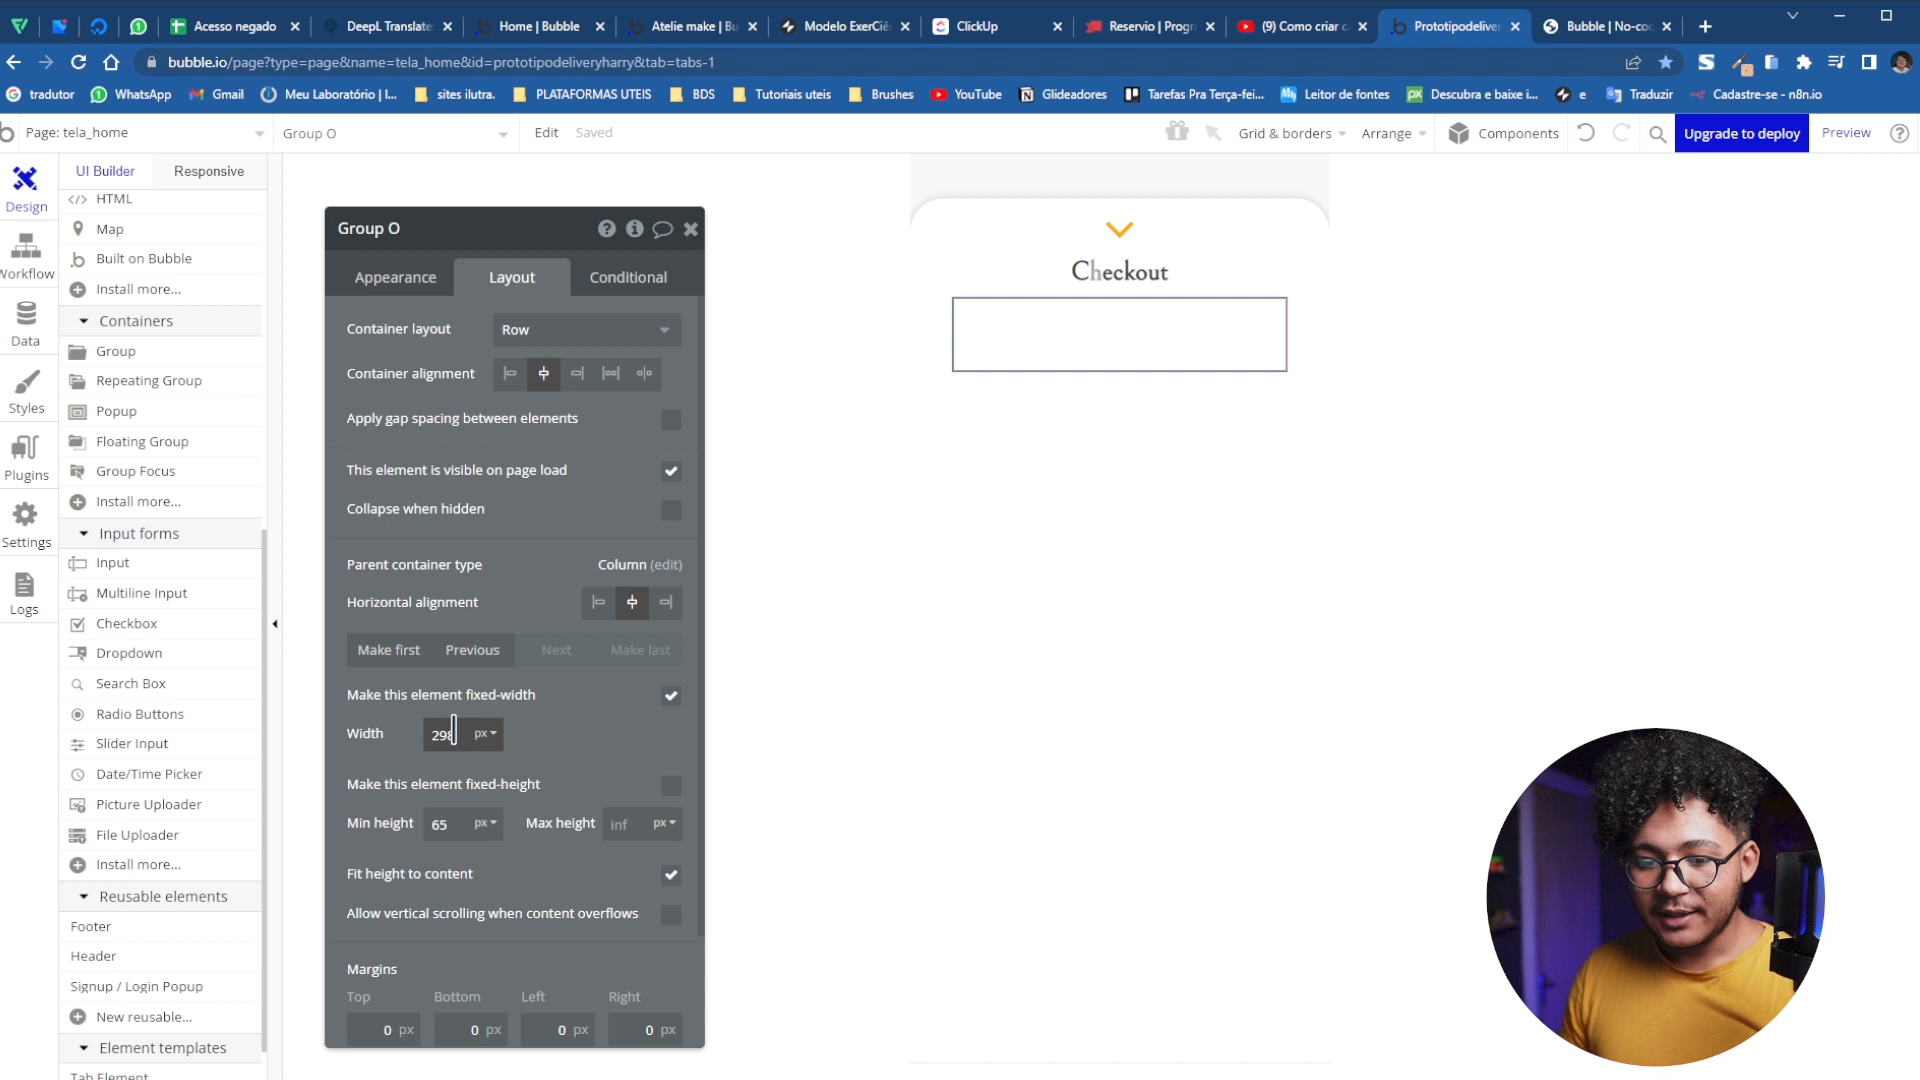 Acesso negado
DeepL Translate
Home | Bubble
Atelie make | Bu
Modelo ExerCiê
ClickUp
Reservio | Progr
(9) Como criar c
Prototipodelivery
Bubble | No-co
bubble.io/page?type=page&name=tela_home&id=prototipodeliveryharry&tab=tabs-1
tradutor
WhatsApp
Gmail
Meu Laboratório | I...
sites ilutra.
PLATAFORMAS UTEIS
BDS
Tutoriais uteis
Brushes
YouTube
Glideadores
Tarefas Pra Terça-fei...
Leitor de fontes
Descubra e baixe i...
e
Traduzir
Cadastre-se - n8n.io
Page: tela_home
Group O
Edit
Saved
Grid & borders
Arrange
Components
Upgrade to deploy
Preview
Design
Workflow
Data
Styles
Plugins
Settings
Logs
UI Builder
Responsive
HTML
Map
Built on Bubble
Install more...
Containers
Group
Repeating Group
Popup
Floating Group
Group Focus
Install more...
Input forms
Input
Multiline Input
Checkbox
Dropdown
Search Box
Radio Buttons
Slider Input
Date/Time Picker
Picture Uploader
File Uploader
Install more...
Reusable elements
Footer
Header
Signup / Login Popup
New reusable...
Element templates
Tab Element
Group O
Appearance
Layout
Conditional
Container layout
Row
Container alignment
Apply gap spacing between elements
This element is visible on page load
Collapse when hidden
Parent container type
Column (edit)
Horizontal alignment
Make first
Previous
Next
Make last
Make this element fixed-width
Width
298 px
Make this element fixed-height
Min height 65 px
Max height inf px
Fit height to content
Allow vertical scrolling when content overflows
Margins
Top
Bottom
Left
Right
0 px
0 px
0 px
0 px
Checkout